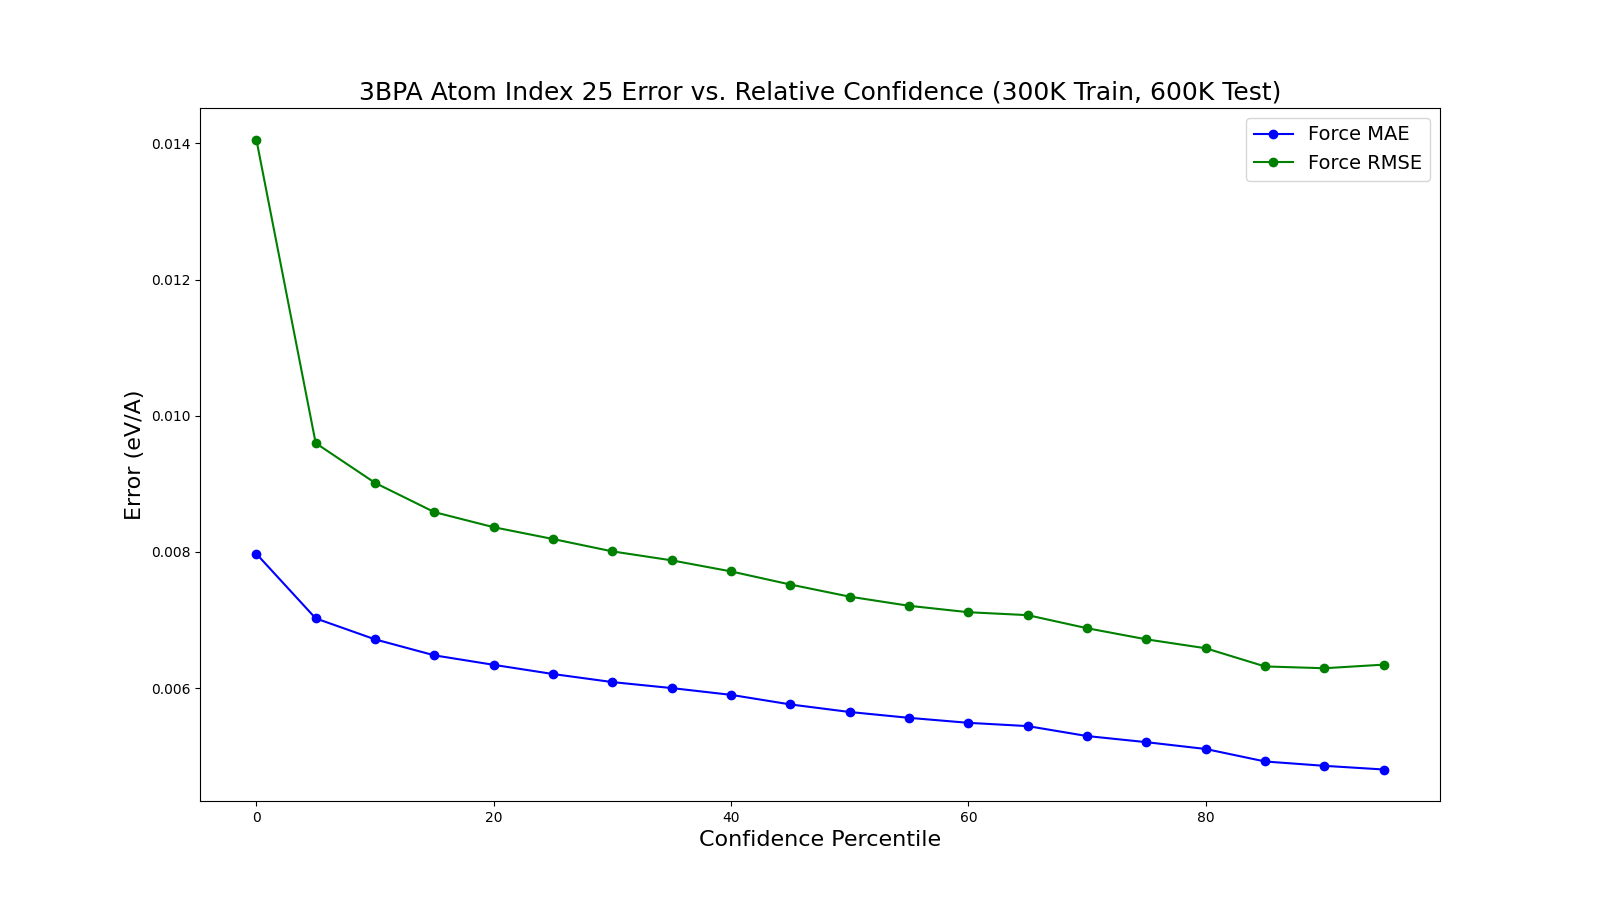 3BPA Atom Index 25 Error vs. Relative Confidence (300K Train, 600K Test)
Force MAE
Force RMSE
Error (eV/A)
0.014
0.012
0.010
0.008
0.006
0 20 40 60 80
Confidence Percentile